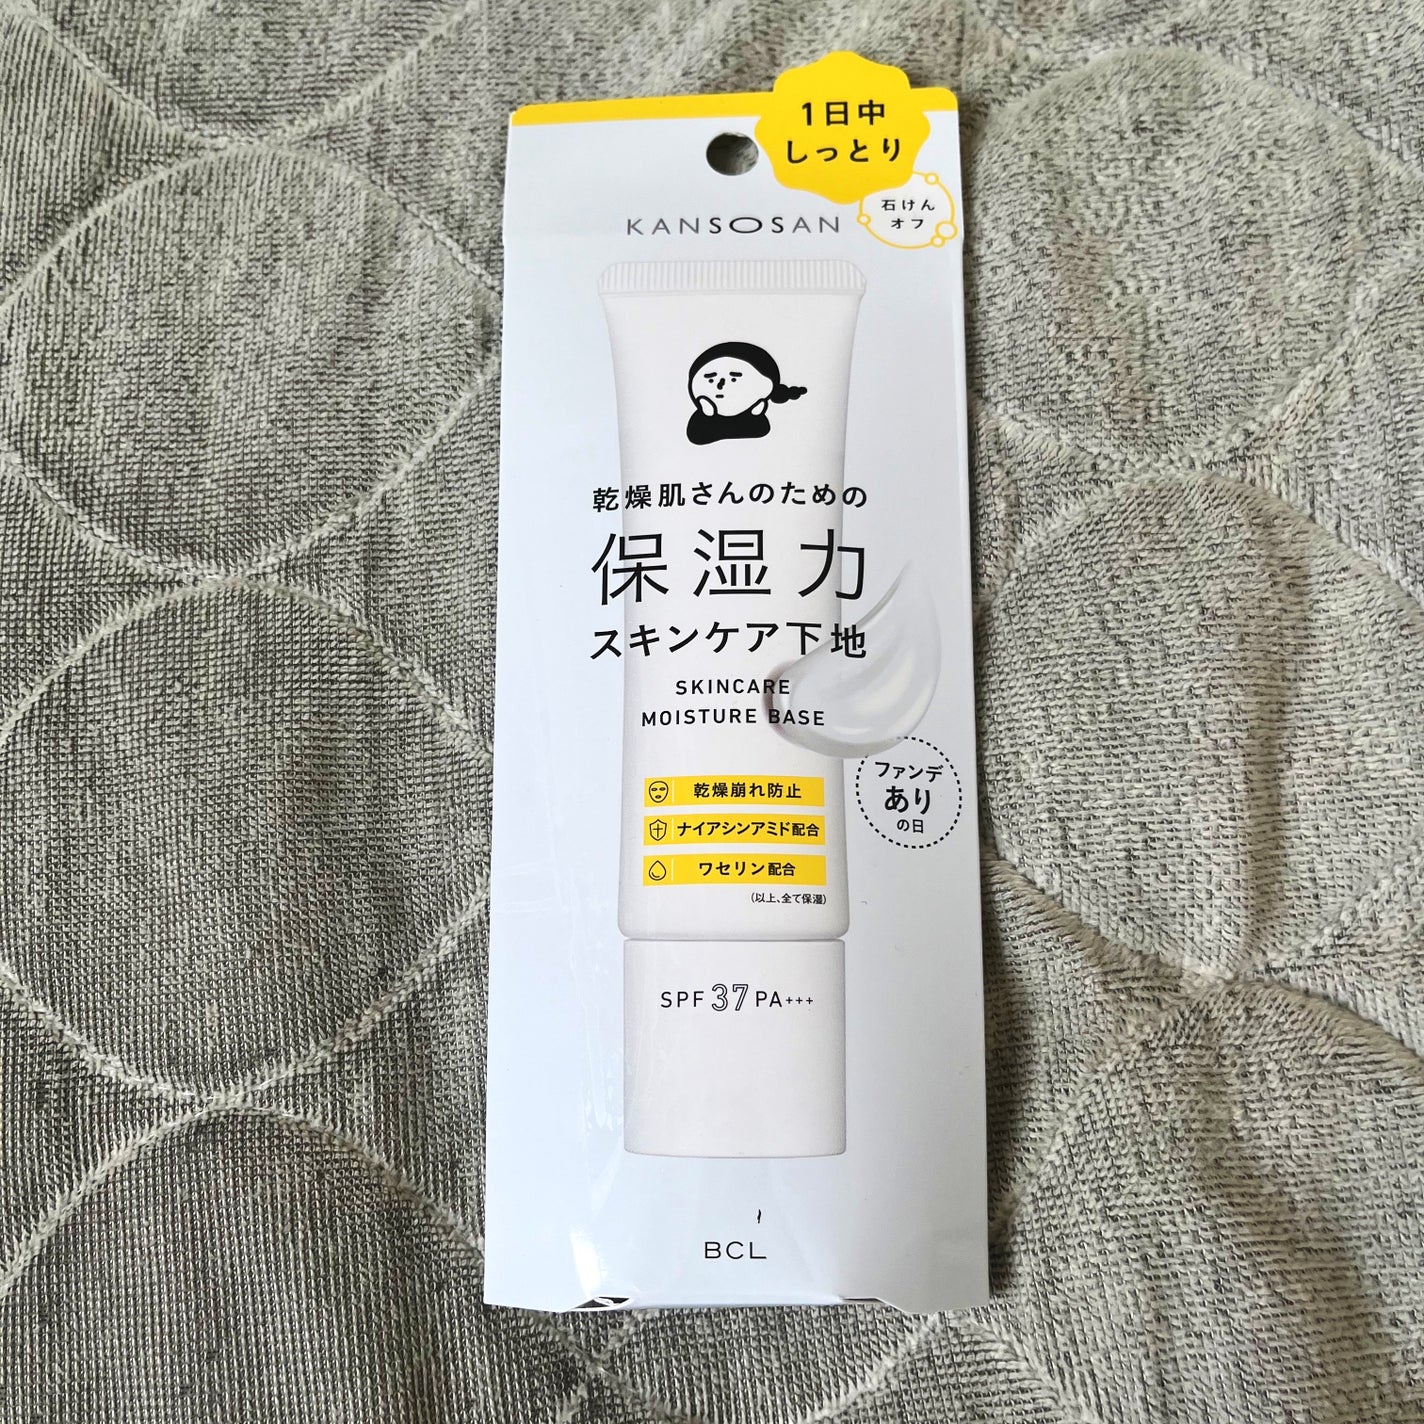 1日中
しっとり
石けん
オフ
KANSOSAN
乾燥肌さんのための
保湿力
スキンケア下地
SKINCARE
MOISTURE BASE
乾燥崩れ防止
ナイアシンアミド配合
ワセリン配合
(以上、全て保湿)
ファンデ
あり
の日
SPF 37 PA+++
BCL